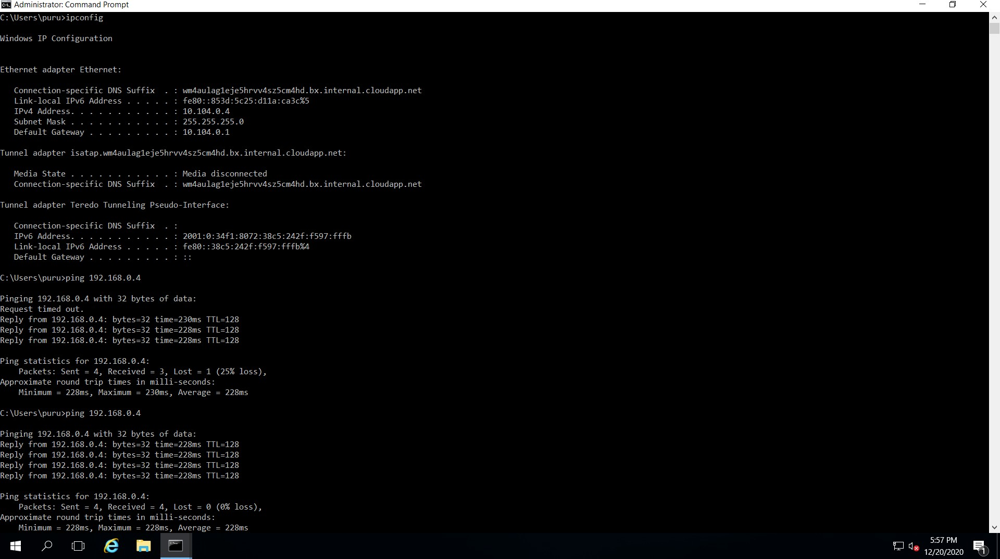 Administrator: Command Prompt
C:\Users\puru>ipconfig
Windows IP Configuration
Ethernet adapter Ethernet:
   Connection-specific DNS Suffix  . : wm4aulag1eje5hrvv4sz5cm4hd.bx.internal.cloudapp.net
   Link-local IPv6 Address . . . . . : fe80::853d:5c25:d11a:ca3c%5
   IPv4 Address. . . . . . . . . . . : 10.104.0.4
   Subnet Mask . . . . . . . . . . . : 255.255.255.0
   Default Gateway . . . . . . . . . : 10.104.0.1
Tunnel adapter isatap.wm4aulag1eje5hrvv4sz5cm4hd.bx.internal.cloudapp.net:
   Media State . . . . . . . . . . . : Media disconnected
   Connection-specific DNS Suffix  . : wm4aulag1eje5hrvv4sz5cm4hd.bx.internal.cloudapp.net
Tunnel adapter Teredo Tunneling Pseudo-Interface:
   Connection-specific DNS Suffix  . :
   IPv6 Address. . . . . . . . . . . : 2001:0:34f1:8072:38c5:242f:f597:fffb
   Link-local IPv6 Address . . . . . : fe80::38c5:242f:f597:fffb%4
   Default Gateway . . . . . . . . . : ::
C:\Users\puru>ping 192.168.0.4
Pinging 192.168.0.4 with 32 bytes of data:
Request timed out.
Reply from 192.168.0.4: bytes=32 time=230ms TTL=128
Reply from 192.168.0.4: bytes=32 time=228ms TTL=128
Reply from 192.168.0.4: bytes=32 time=228ms TTL=128
Ping statistics for 192.168.0.4:
    Packets: Sent = 4, Received = 3, Lost = 1 (25% loss),
Approximate round trip times in milli-seconds:
    Minimum = 228ms, Maximum = 230ms, Average = 228ms
C:\Users\puru>ping 192.168.0.4
Pinging 192.168.0.4 with 32 bytes of data:
Reply from 192.168.0.4: bytes=32 time=228ms TTL=128
Reply from 192.168.0.4: bytes=32 time=228ms TTL=128
Reply from 192.168.0.4: bytes=32 time=228ms TTL=128
Reply from 192.168.0.4: bytes=32 time=228ms TTL=128
Ping statistics for 192.168.0.4:
    Packets: Sent = 4, Received = 4, Lost = 0 (0% loss),
Approximate round trip times in milli-seconds:
    Minimum = 228ms, Maximum = 228ms, Average = 228ms
5:57 PM
12/20/2020
1